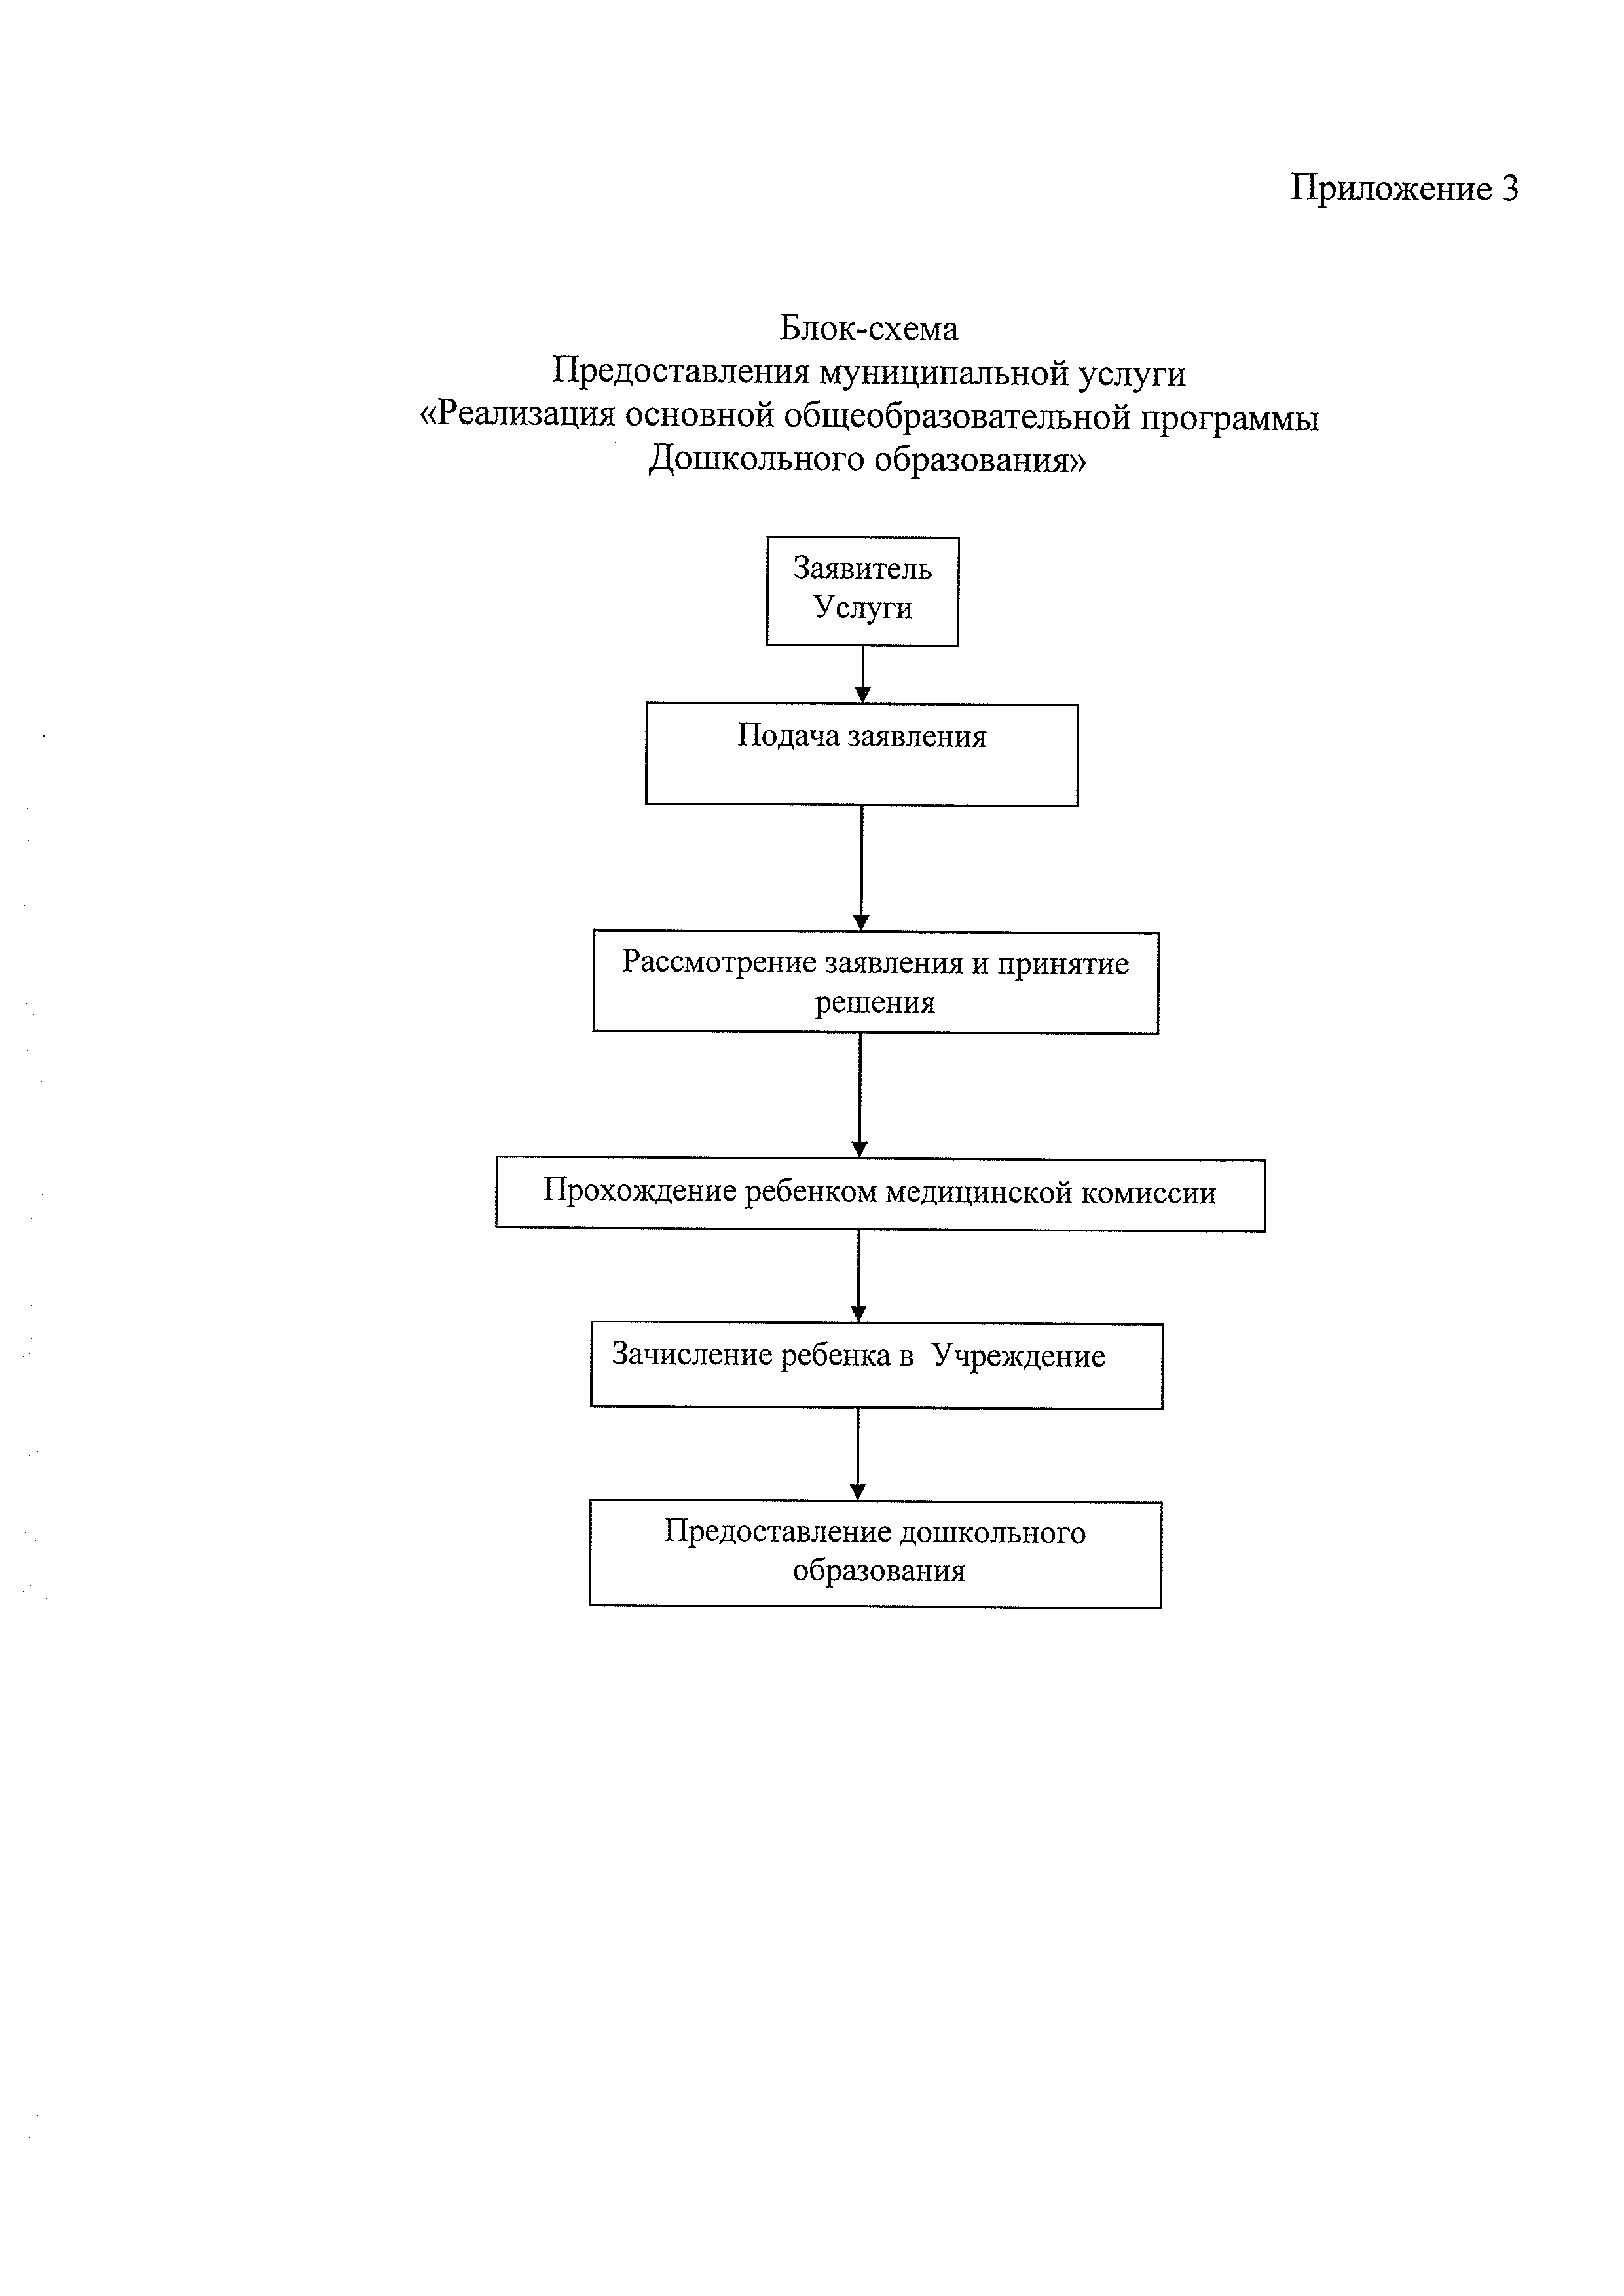 Приложение 3
Блок-схема
Предоставления муниципальной услуги
«Реализация основной общеобразовательной программы
Дошкольного образования»
Заявитель
Услуги
Подача заявления
Рассмотрение заявления и принятие
решения
Прохождение ребенком медицинской комиссии
Зачисление ребенка в  Учреждение
Предоставление дошкольного
образования